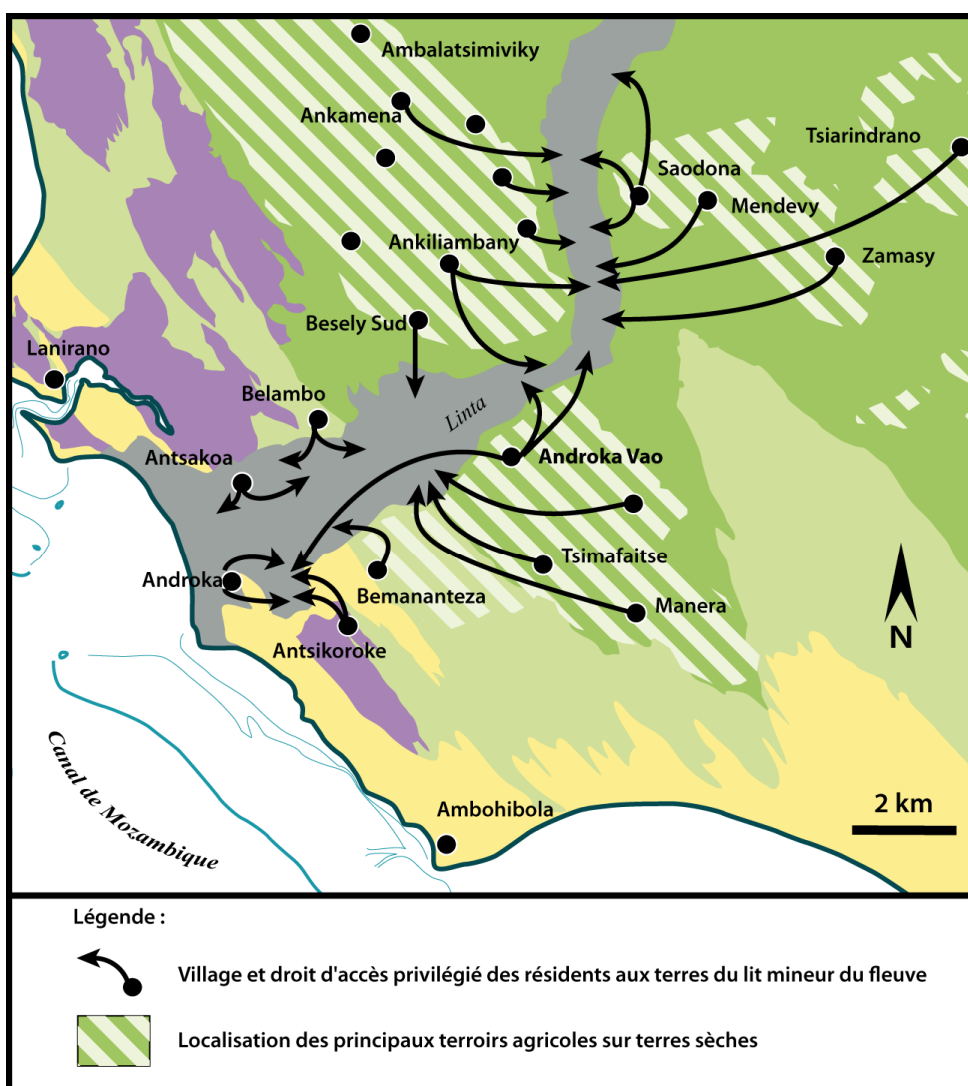 Ambalatsimiviky
Ankamena
Tsiarindrano
Saodona
Mendevy
Ankiliambany
Zamasy
Besely Sud
Lanirano
Belambo
Linta
Androka Vao
Antsakoa
Tsimafaitse
Androka
Bemananteza
Manera
Antsikoroke
N
Canal de Mozambique
2 km
Ambohibola
Légende :
Village et droit d'accès privilégié des résidents aux terres du lit mineur du fleuve
Localisation des principaux terroirs agricoles sur terres sèches